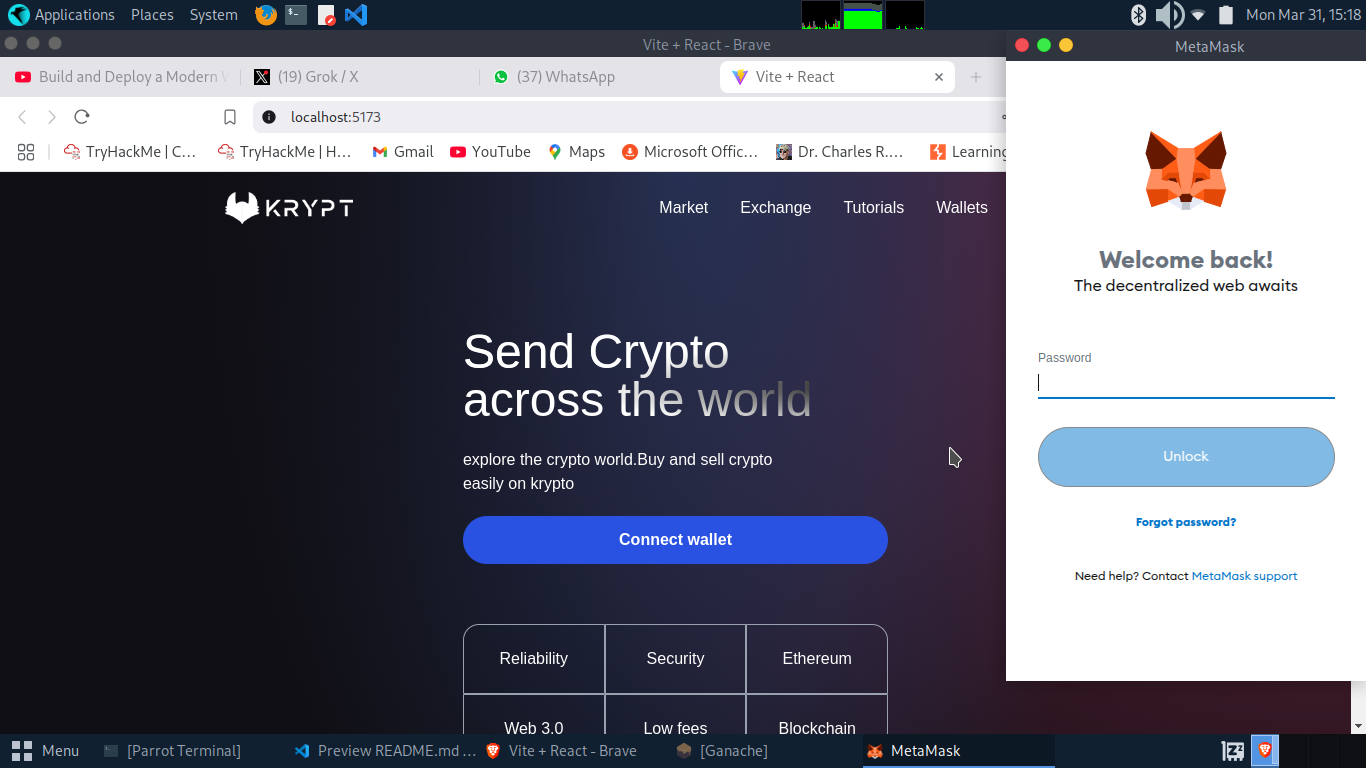 Applications Places System
Mon Mar 31, 15:18
Vite + React - Brave
MetaMask
Build and Deploy a Modern
(19) Grok / X
(37) WhatsApp
Vite + React
localhost:5173
TryHackMe | C...
TryHackMe | H...
Gmail
YouTube
Maps
Microsoft Offic...
Dr. Charles R....
Learning
KRYPT
Market
Exchange
Tutorials
Wallets
Send Crypto
across the world
explore the crypto world.Buy and sell crypto
easily on krypto
Connect wallet
Reliability
Security
Ethereum
Web 3.0
Low fees
Blockchain
Welcome back!
The decentralized web awaits
Password
Unlock
Forgot password?
Need help? Contact MetaMask support
Menu
[Parrot Terminal]
Preview README.md ...
Vite + React - Brave
[Ganache]
MetaMask